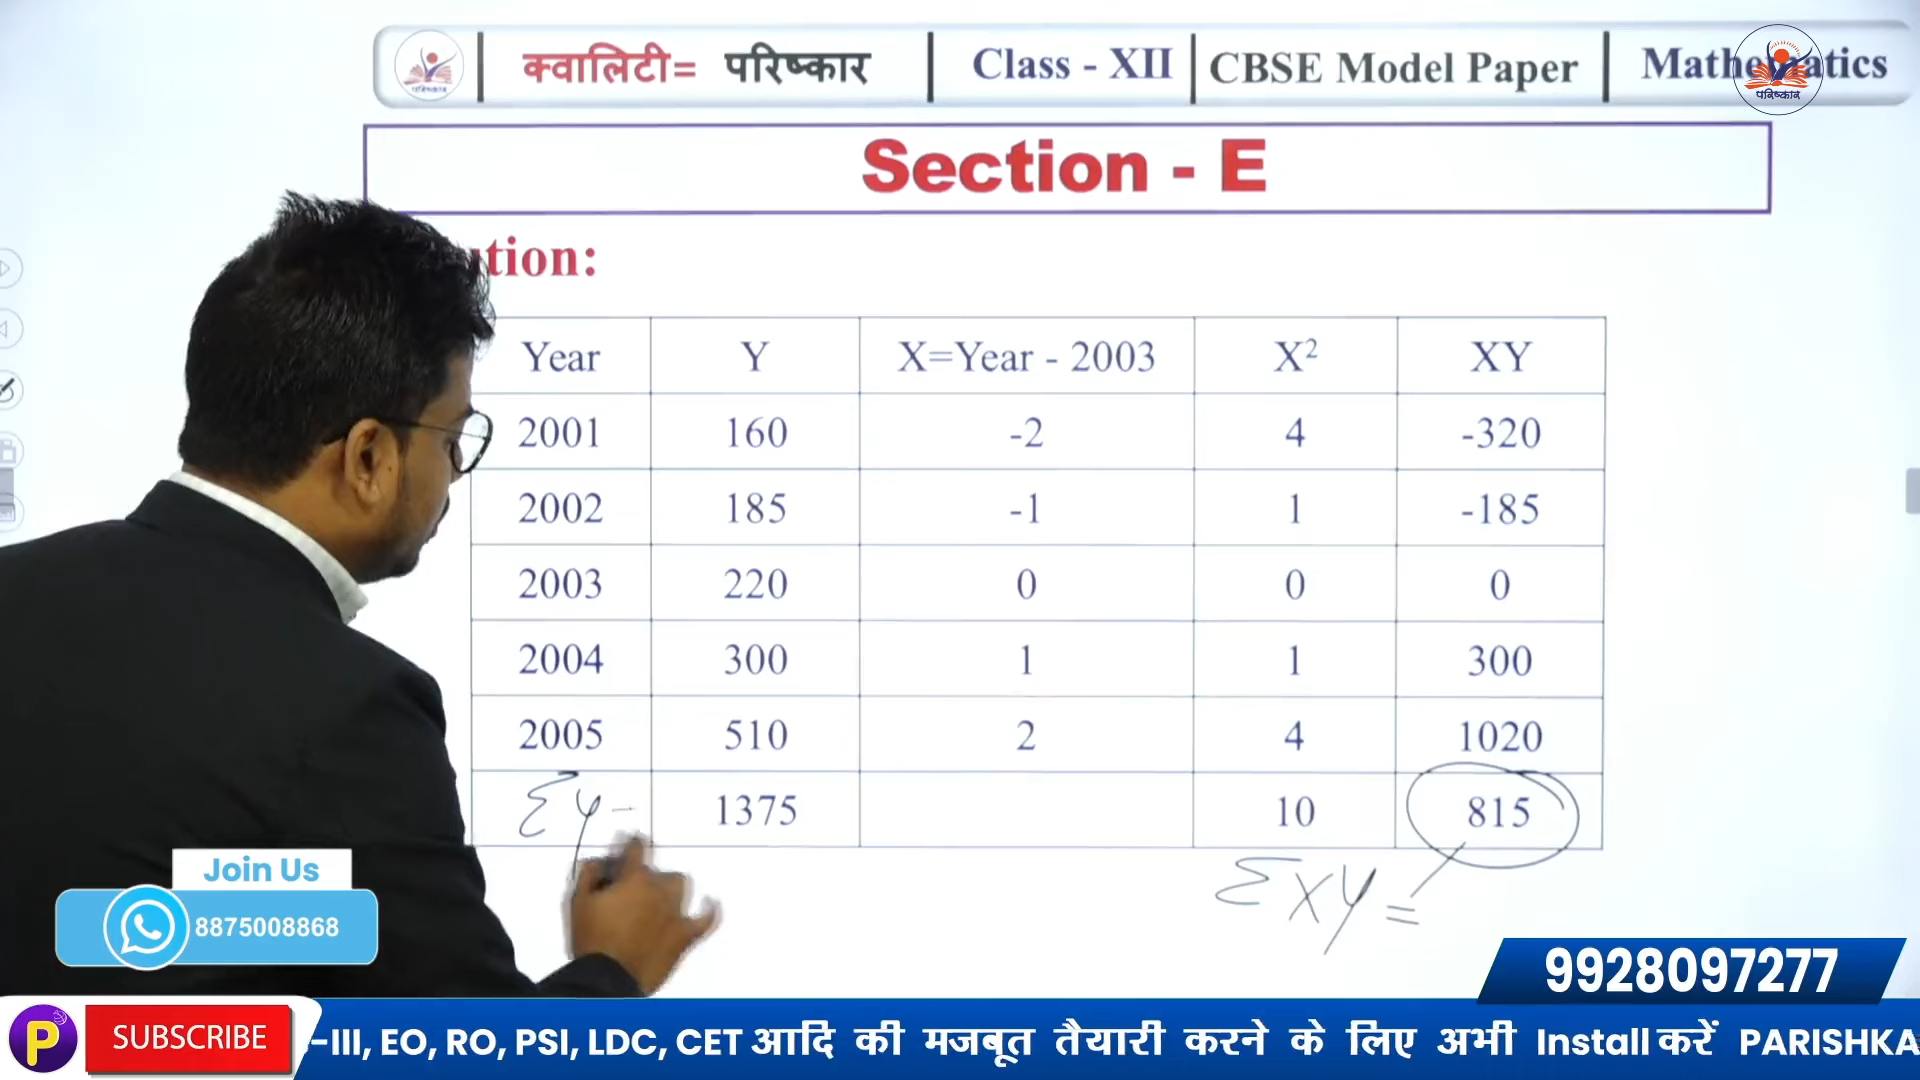 क्वालिटी= परिष्कार Class - XII CBSE Model Paper Mathematics
परिष्कार
परिष्कार
Section - E
ution:
Year Y X=Year - 2003 X² XY
2001 160 -2 4 -320
2002 185 -1 1 -185
2003 220 0 0 0
2004 300 1 1 300
2005 510 2 4 1020
Σy= 1375 10 815
ΣXY=
Join Us
8875008868
9928097277
P SUBSCRIBE -III, EO, RO, PSI, LDC, CET आदि की मजबूत तैयारी करने के लिए अभी Install करें PARISHKA